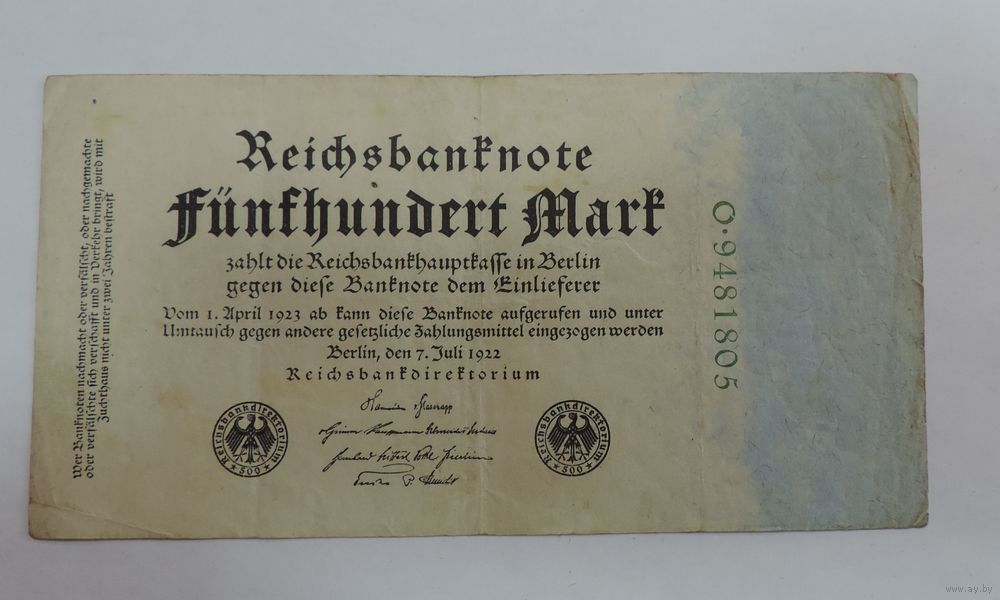 Reichsbanknote
Fünfhundert Mark
zahlt die Reichsbankhauptkasse in Berlin
gegen diese Banknote dem Einlieferer
Vom 1. April 1923 ab kann diese Banknote aufgerufen und unter
Umtausch gegen andere gesetzliche Zahlungsmittel eingezogen werden
Berlin, den 7. Juli 1922
Reichsbankdirektorium
Reichsbankdirektorium
500
Reichsbankdirektorium
500
Wer Banknoten nachmacht oder verfälscht, oder nachgemachte
oder verfälschte sich verschafft und in Verkehr bringt, wird mit
Zuchthaus nicht unter zwei Jahren bestraft
O·9481805
www.ay.by